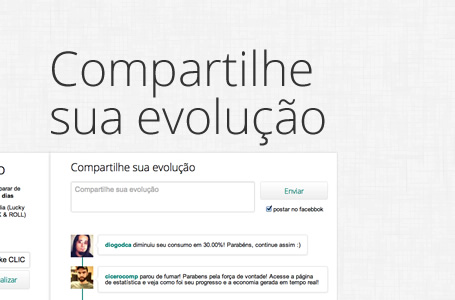 Compartilhe
sua evolução
o
parar de
dias
ia (Lucky
K & ROLL)
ke CLIC
alizar
Compartilhe sua evolução
Compartilhe sua evolução
Enviar
postar no facebbok
diogodca diminuiu seu consumo em 30.00%! Parabéns, continue assim :)
cicerocomp parou de fumar! Parabens pela força de vontade! Acesse a página
de estatística e veja como foi seu progresso e a economia gerada em tempo real!